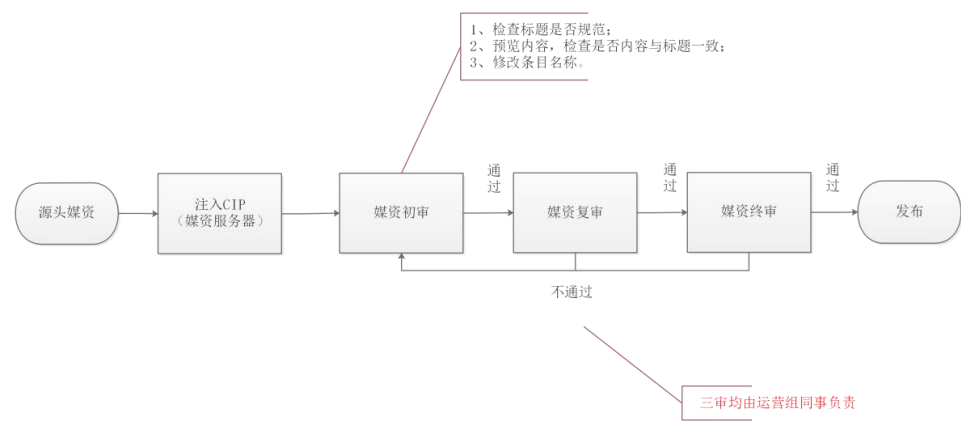 1、检查标题是否规范；
2、预览内容，检查是否内容与标题一致；
3、修改条目名称。
源头媒资
注入CIP
（媒资服务器）
媒资初审
通过
媒资复审
通过
媒资终审
通过
发布
不通过
三审均由运营组同事负责